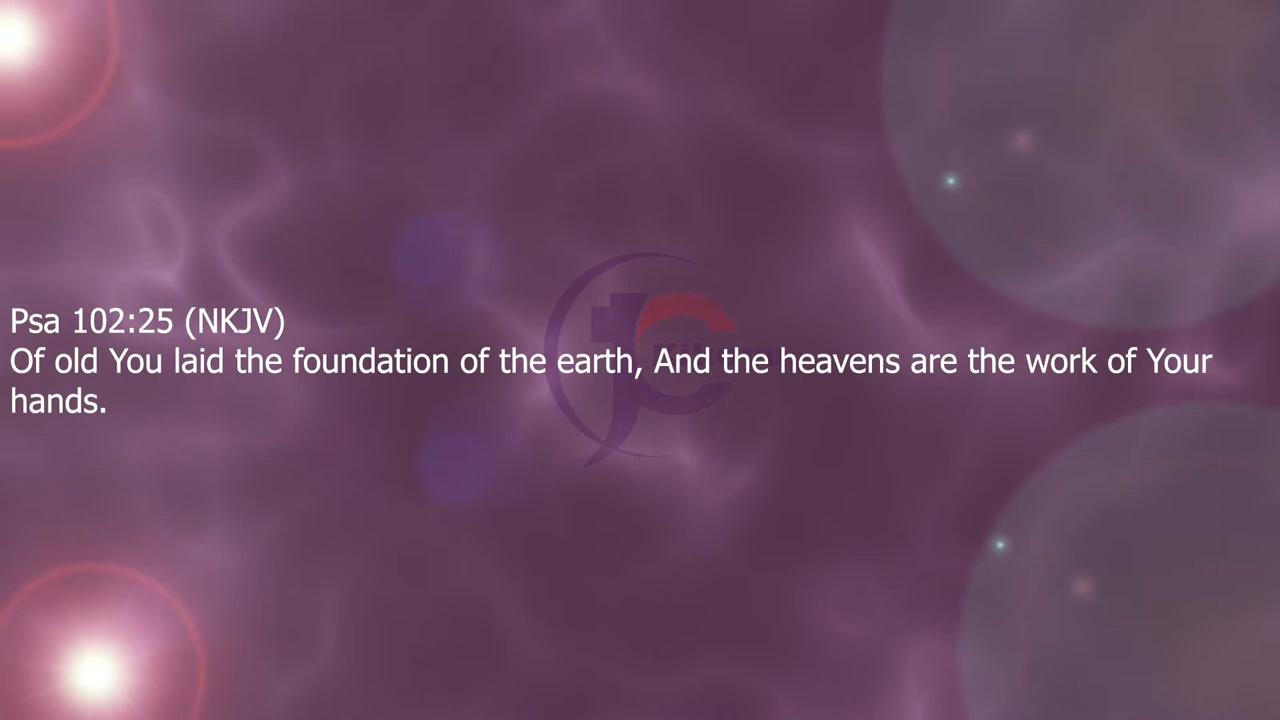 Psa 102:25 (NKJV)
Of old You laid the foundation of the earth, And the heavens are the work of Your
hands.